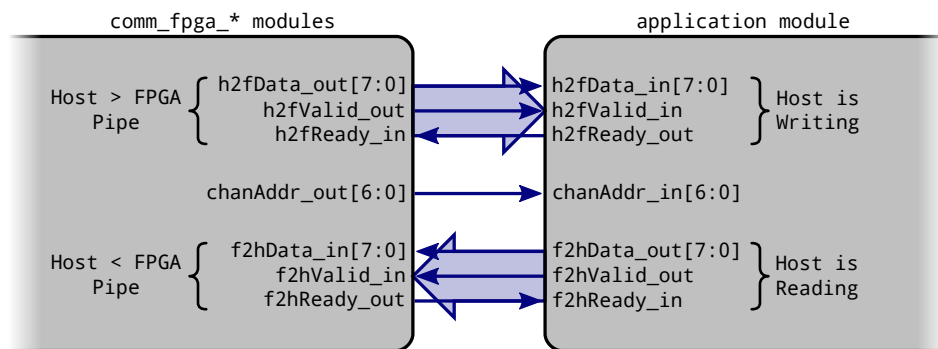 comm_fpga_* modules
application module
Host > FPGA
Pipe
h2fData_out[7:0]
h2fValid_out
h2fReady_in
h2fData_in[7:0]
h2fValid_in
h2fReady_out
Host is
Writing
chanAddr_out[6:0]
chanAddr_in[6:0]
Host < FPGA
Pipe
f2hData_in[7:0]
f2hValid_in
f2hReady_out
f2hData_out[7:0]
f2hValid_out
f2hReady_in
Host is
Reading